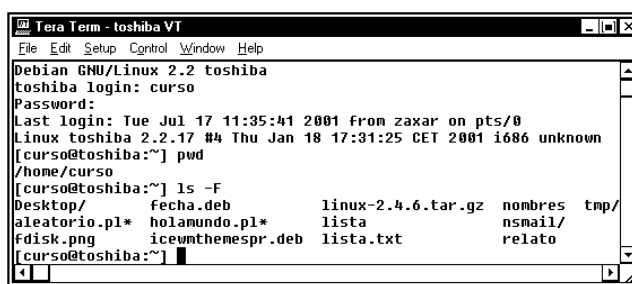 Tera Term - toshiba VT
File Edit Setup Control Window Help
Debian GNU/Linux 2.2 toshiba
toshiba login: curso
Password:
Last login: Tue Jul 17 11:35:41 2001 from zaxar on pts/0
Linux toshiba 2.2.17 #4 Thu Jan 18 17:31:25 CET 2001 i686 unknown
[curso@toshiba:~] pwd
/home/curso
[curso@toshiba:~] ls -F
Desktop/ fecha.deb linux-2.4.6.tar.gz nombres tmp/
aleatorio.pl* holamundo.pl* lista nsmail/
fdisk.png icewmthemespr.deb lista.txt relato
[curso@toshiba:~]